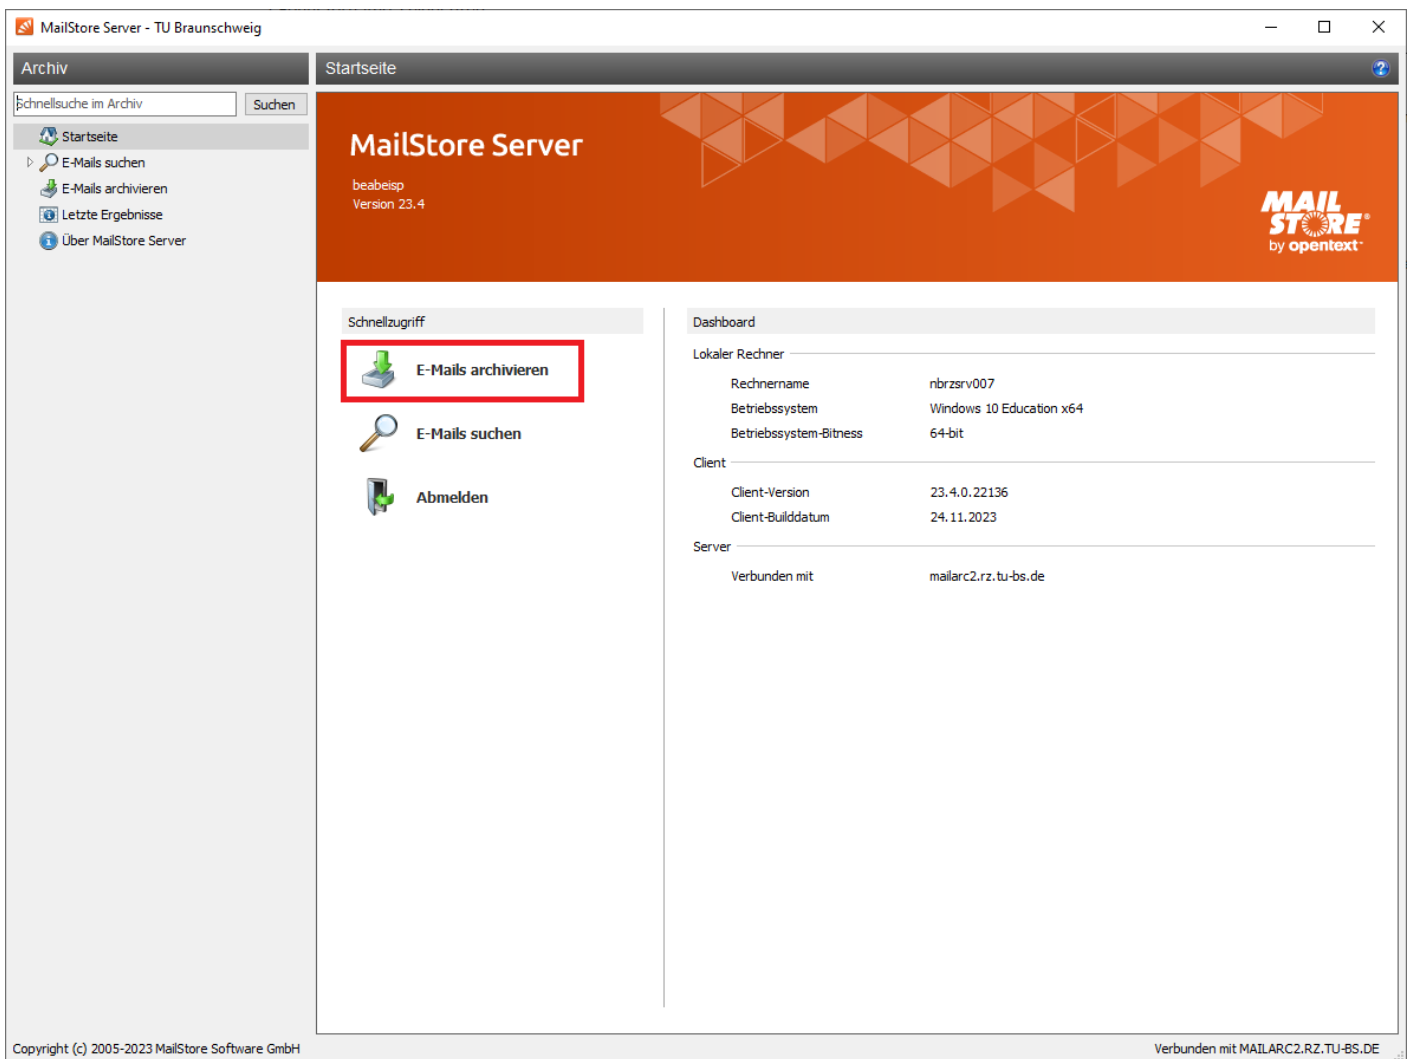 MailStore Server - TU Braunschweig
Archiv
Startseite
Schnellsuche im Archiv
Suchen
Startseite
E-Mails suchen
E-Mails archivieren
Letzte Ergebnisse
Über MailStore Server
MailStore Server
beabeisp
Version 23.4
MAIL
STORE®
by opentext™
Schnellzugriff
E-Mails archivieren
E-Mails suchen
Abmelden
Dashboard
Lokaler Rechner
Rechnername nbrzsrv007
Betriebssystem Windows 10 Education x64
Betriebssystem-Bitness 64-bit
Client
Client-Version 23.4.0.22136
Client-Builddatum 24.11.2023
Server
Verbunden mit mailarc2.rz.tu-bs.de
Copyright (c) 2005-2023 MailStore Software GmbH
Verbunden mit MAILARC2.RZ.TU-BS.DE